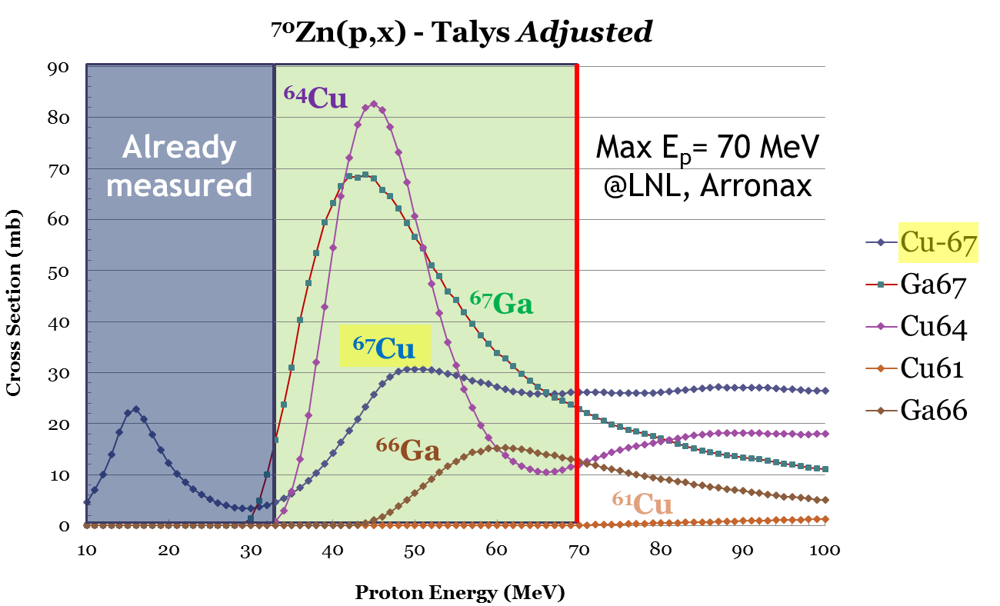 ⁷⁰Zn(p,x) - Talys Adjusted
90
80
70
60
50
40
30
20
10
0
Cross Section (mb)
Already
measured
⁶⁴Cu
⁶⁷Ga
⁶⁷Cu
⁶⁶Ga
⁶¹Cu
Max Eₚ= 70 MeV
@LNL, Arronax
Cu-67
Ga67
Cu64
Cu61
Ga66
10 20 30 40 50 60 70 80 90 100
Proton Energy (MeV)